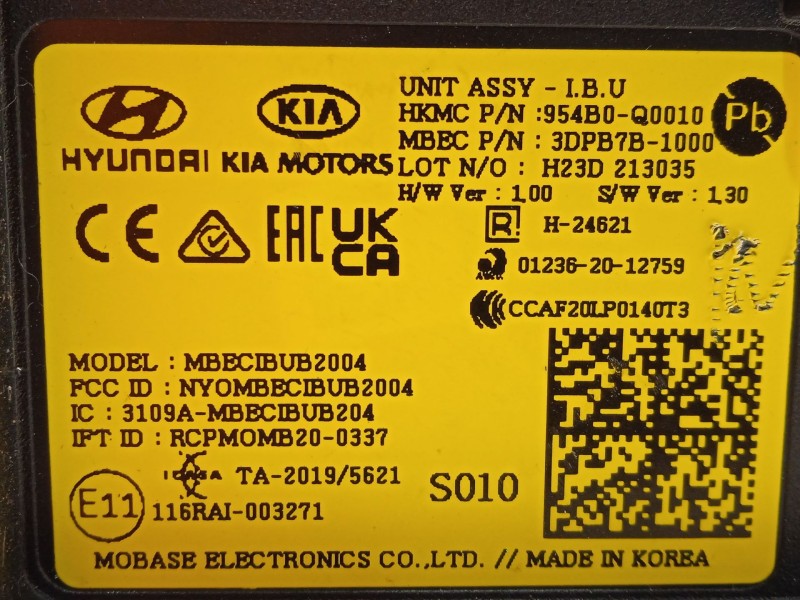 HYUNDAI KIA MOTORS
KIA
UNIT ASSY - I.B.U
HKMC P/N :954B0-Q0010
MBEC P/N : 3DPB7B-1000
LOT N/O : H23D 213035
H/W Ver : 1.00 S/W Ver : 1.30
Pb
CE EAC UK CA
R H-24621
01236-20-12759
CCAF20LP0140T3
MODEL : MBECIBUB2004
FCC ID : NYOMBECIBUB2004
IC : 3109A-MBECIBUB204
IFT ID : RCPMOMB20-0337
ICASA TA-2019/5621
E11 116RAI-003271
S010
MOBASE ELECTRONICS CO.,LTD. // MADE IN KOREA